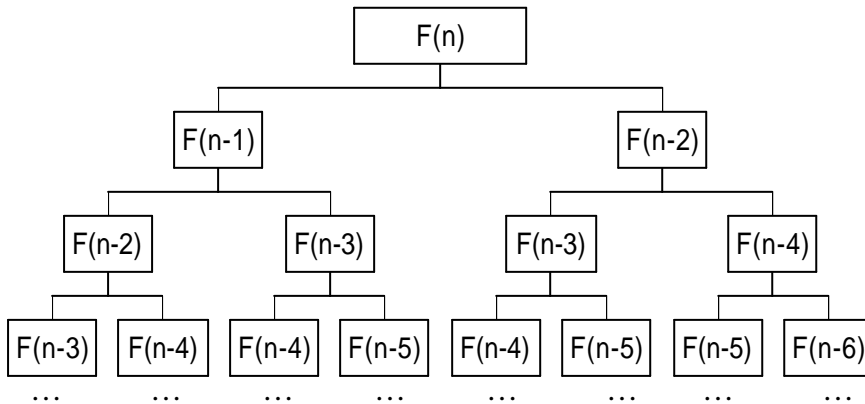 F(n)
F(n-1) F(n-2)
F(n-2) F(n-3) F(n-3) F(n-4)
F(n-3) F(n-4) F(n-4) F(n-5) F(n-4) F(n-5) F(n-5) F(n-6)
... ... ... ... ... ... ... ...